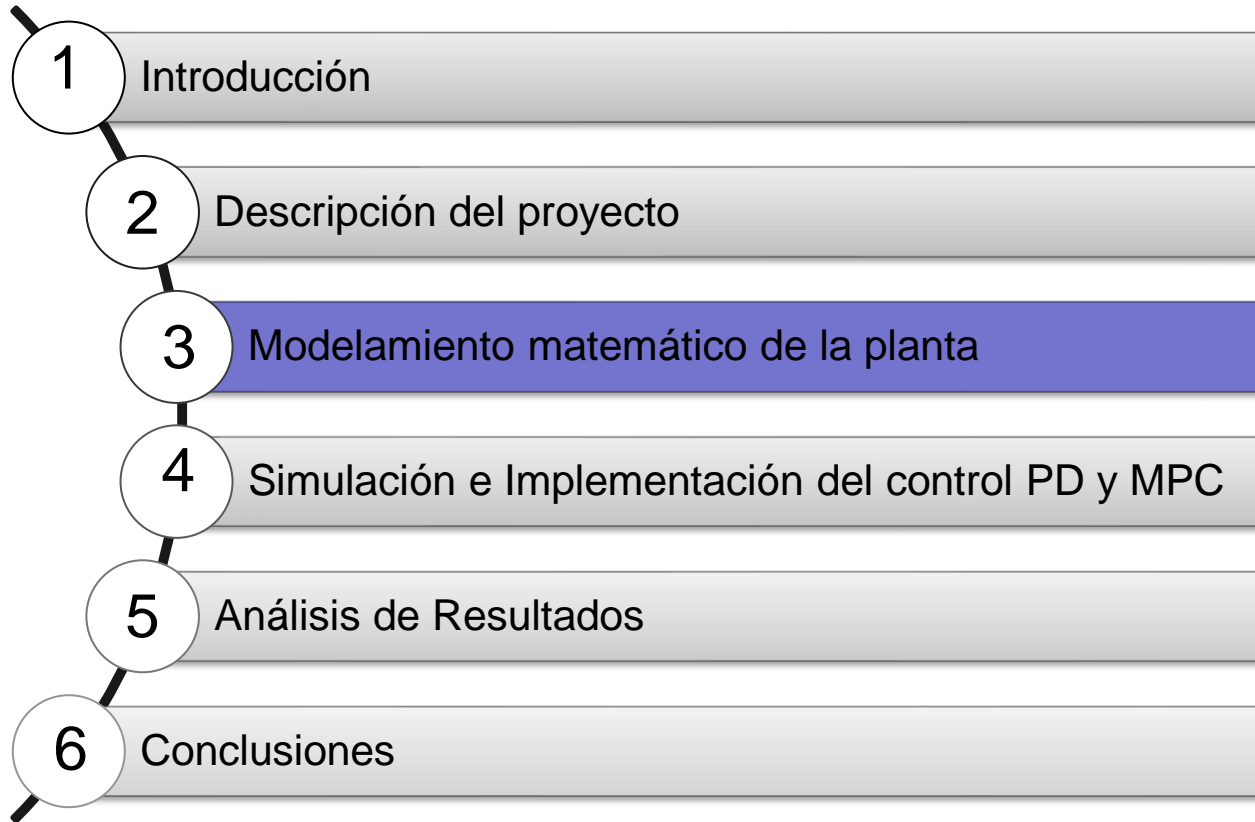 1 Introducción
2 Descripción del proyecto
3 Modelamiento matemático de la planta
4 Simulación e Implementación del control PD y MPC
5 Análisis de Resultados
6 Conclusiones